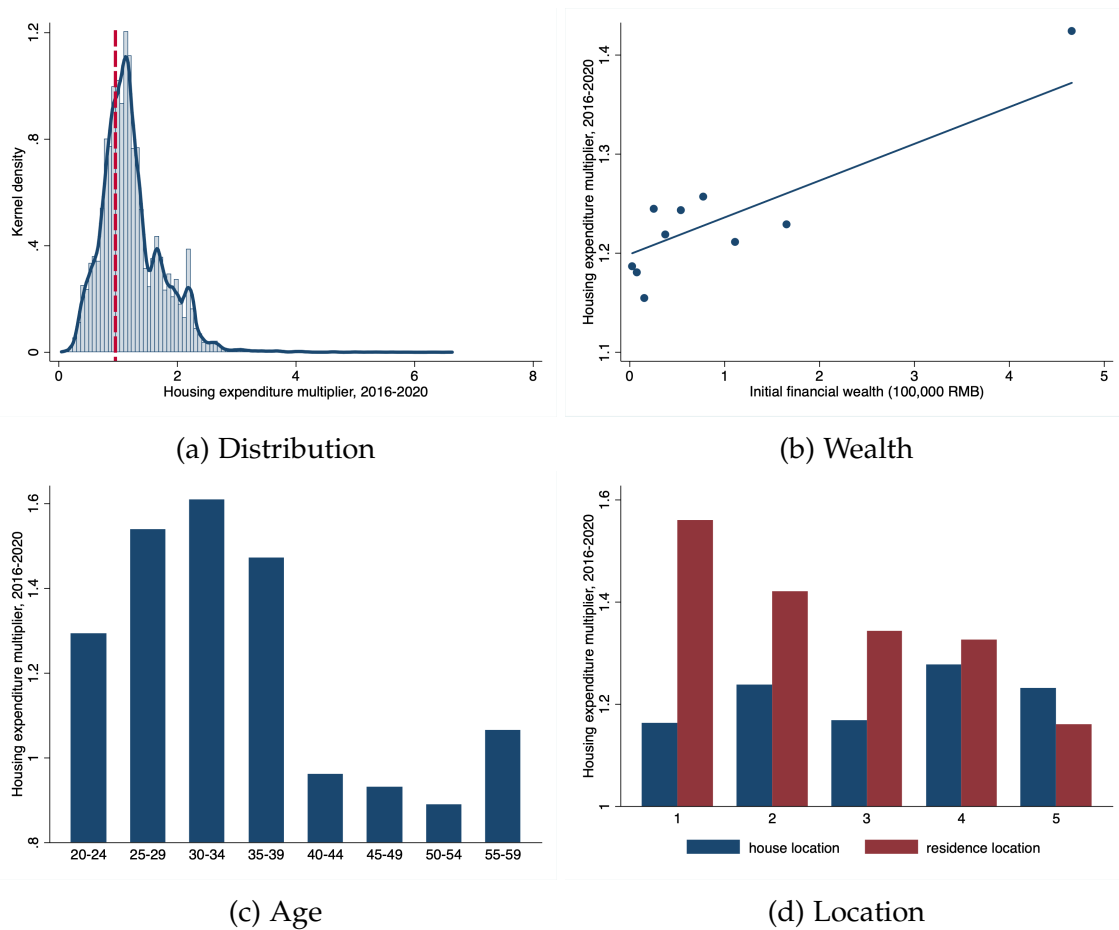 1.2
.8
.4
0
Kernel density
0 2 4 6 8
Housing expenditure multiplier, 2016-2020
(a) Distribution
1.4
1.3
1.2
1.1
Housing expenditure multiplier, 2016-2020
0 1 2 3 4 5
Initial financial wealth (100,000 RMB)
(b) Wealth
1.6
1.4
1.2
1
.8
Housing expenditure multiplier, 2016-2020
20-24 25-29 30-34 35-39 40-44 45-49 50-54 55-59
(c) Age
1.6
1.4
1.2
1
Housing expenditure multiplier, 2016-2020
1 2 3 4 5
house location residence location
(d) Location